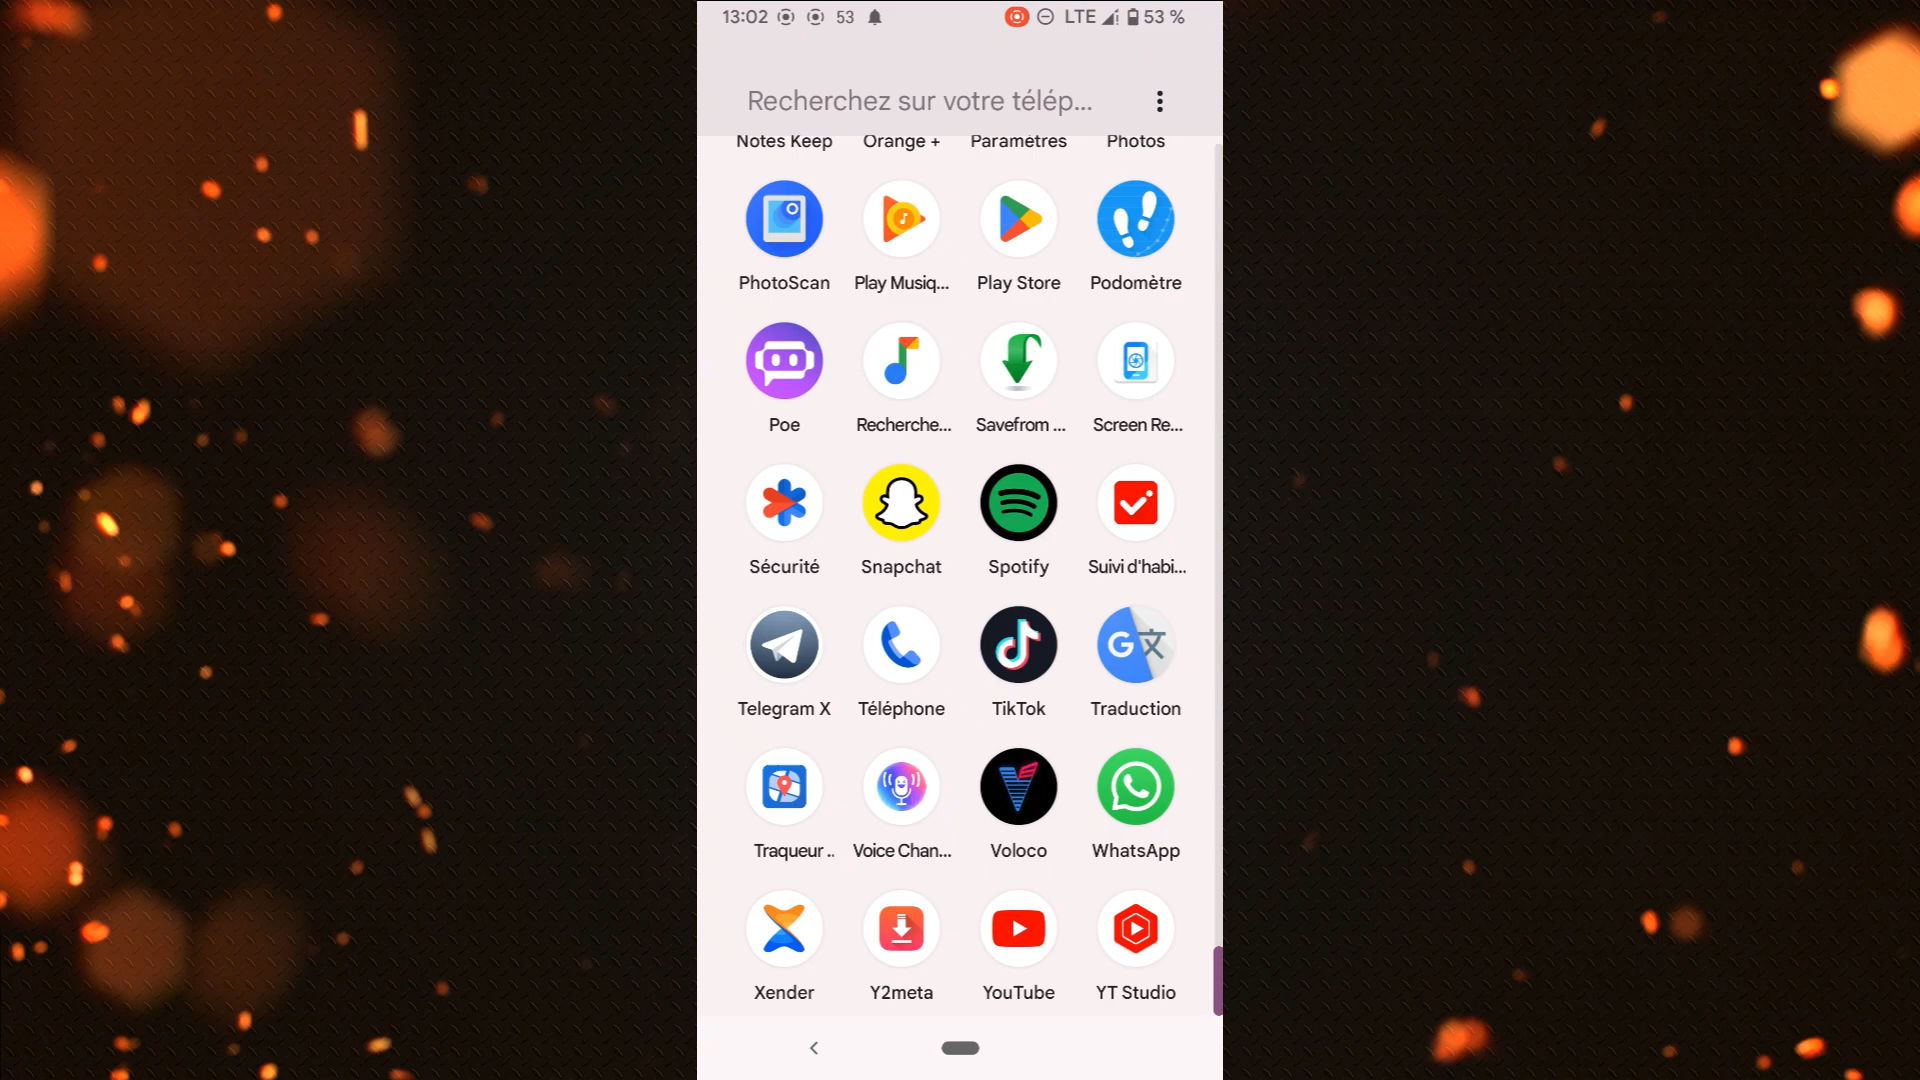 13:02 53 LTE 53 %
Recherchez sur votre télép...
Notes Keep Orange + Paramètres Photos
PhotoScan Play Musiq... Play Store Podomètre
Poe Recherche... Savefrom ... Screen Re...
Sécurité Snapchat Spotify Suivi d'habi...
Telegram X Téléphone TikTok Traduction
Traqueur .. Voice Chan... Voloco WhatsApp
Xender Y2meta YouTube YT Studio